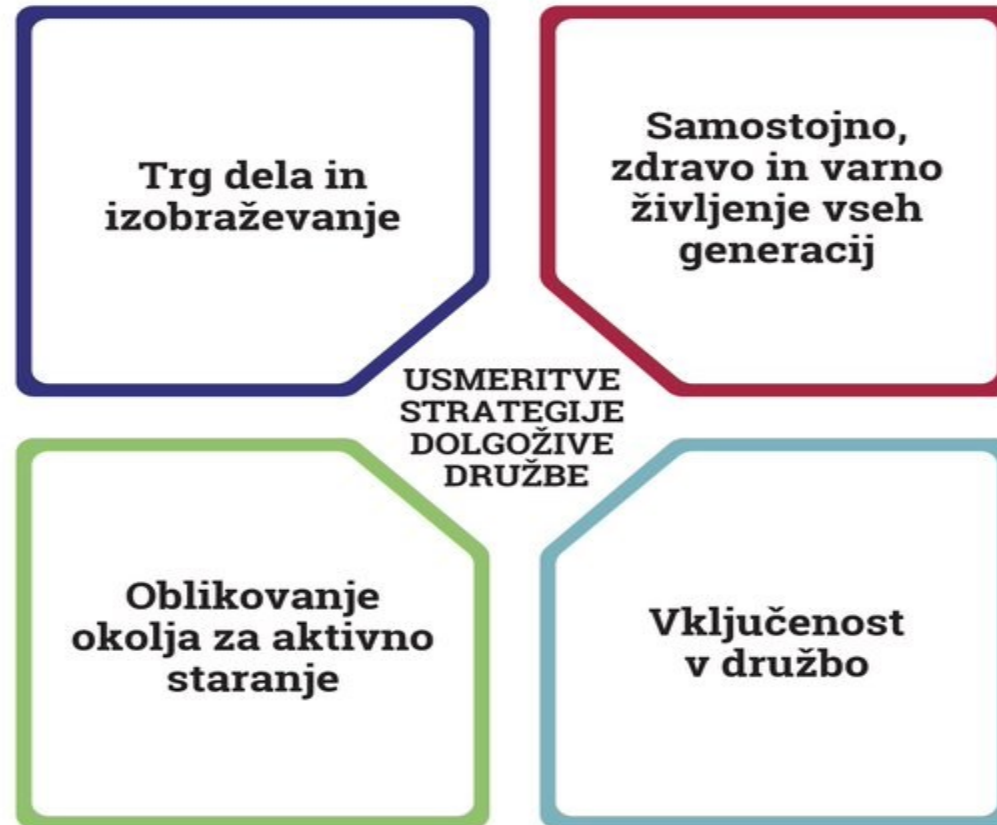 Trg dela in
izobraževanje
Samostojno,
zdravo in varno
življenje vseh
generacij
USMERITVE
STRATEGIJE
DOLGOŽIVE
DRUŽBE
Oblikovanje
okolja za aktivno
staranje
Vključenost
v družbo